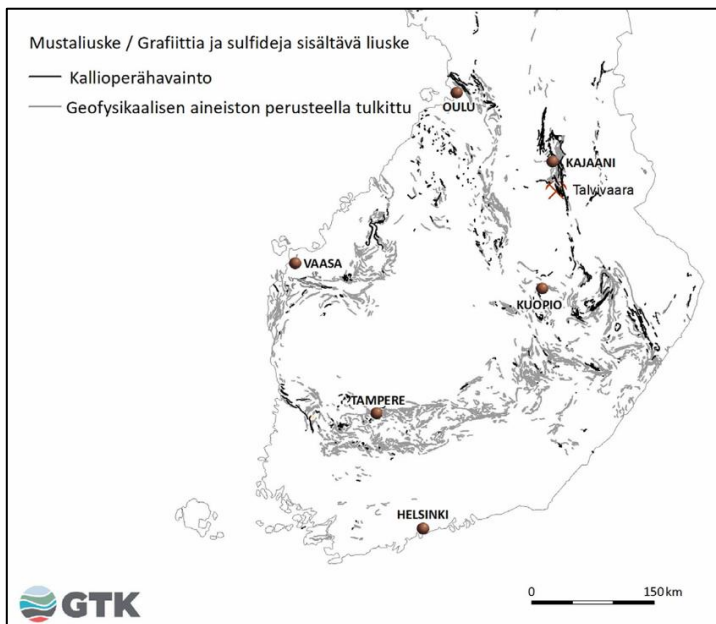 Mustaliuske / Grafiittia ja sulfideja sisältävä liuske
Kallioperähavainto
Geofysikaalisen aineiston perusteella tulkittu
OULU
KAJAANI
Talvivaara
VAASA
KUOPIO
TAMPERE
HELSINKI
0 150 km
GTK